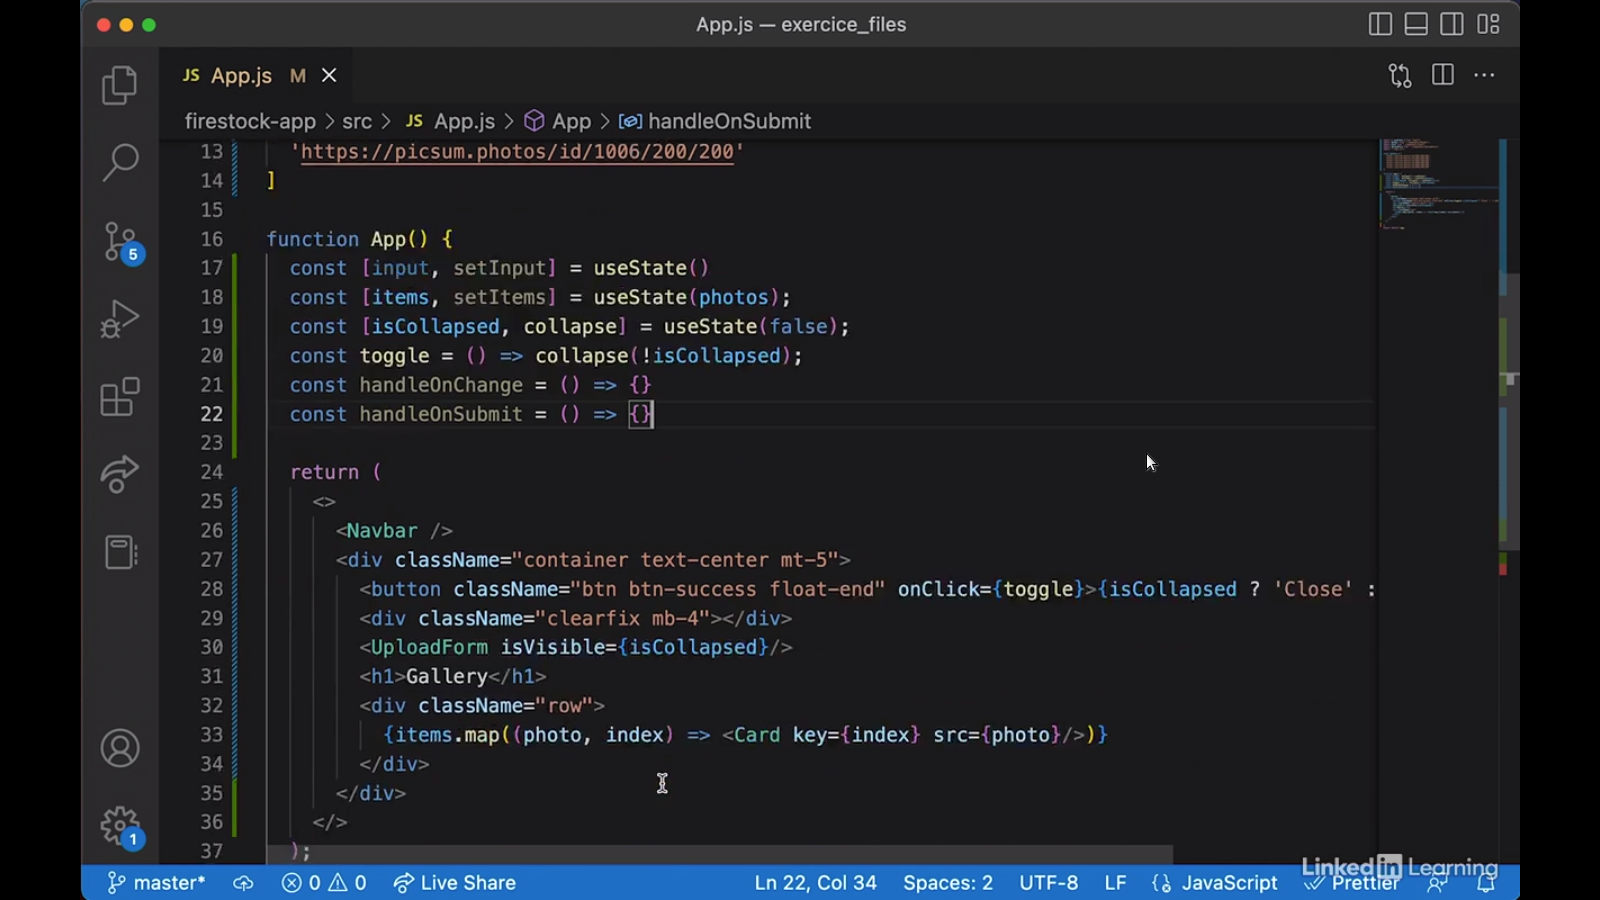 App.js — exercice_files
JS App.js M
firestock-app > src > JS App.js > App > handleOnSubmit
13 'https://picsum.photos/id/1006/200/200'
14 ]
15
16 function App() {
17 const [input, setInput] = useState()
18 const [items, setItems] = useState(photos);
19 const [isCollapsed, collapse] = useState(false);
20 const toggle = () => collapse(!isCollapsed);
21 const handleOnChange = () => {}
22 const handleOnSubmit = () => {}
23
24 return (
25 <>
26 <Navbar />
27 <div className="container text-center mt-5">
28 <button className="btn btn-success float-end" onClick={toggle}>{isCollapsed ? 'Close' :
29 <div className="clearfix mb-4"></div>
30 <UploadForm isVisible={isCollapsed}/>
31 <h1>Gallery</h1>
32 <div className="row">
33 {items.map((photo, index) => <Card key={index} src={photo}/>)}
34 </div>
35 </div>
36 </>
37 );
5
1
LinkedIn Learning
master* 0 0 Live Share Ln 22, Col 34 Spaces: 2 UTF-8 LF {} JavaScript Prettier